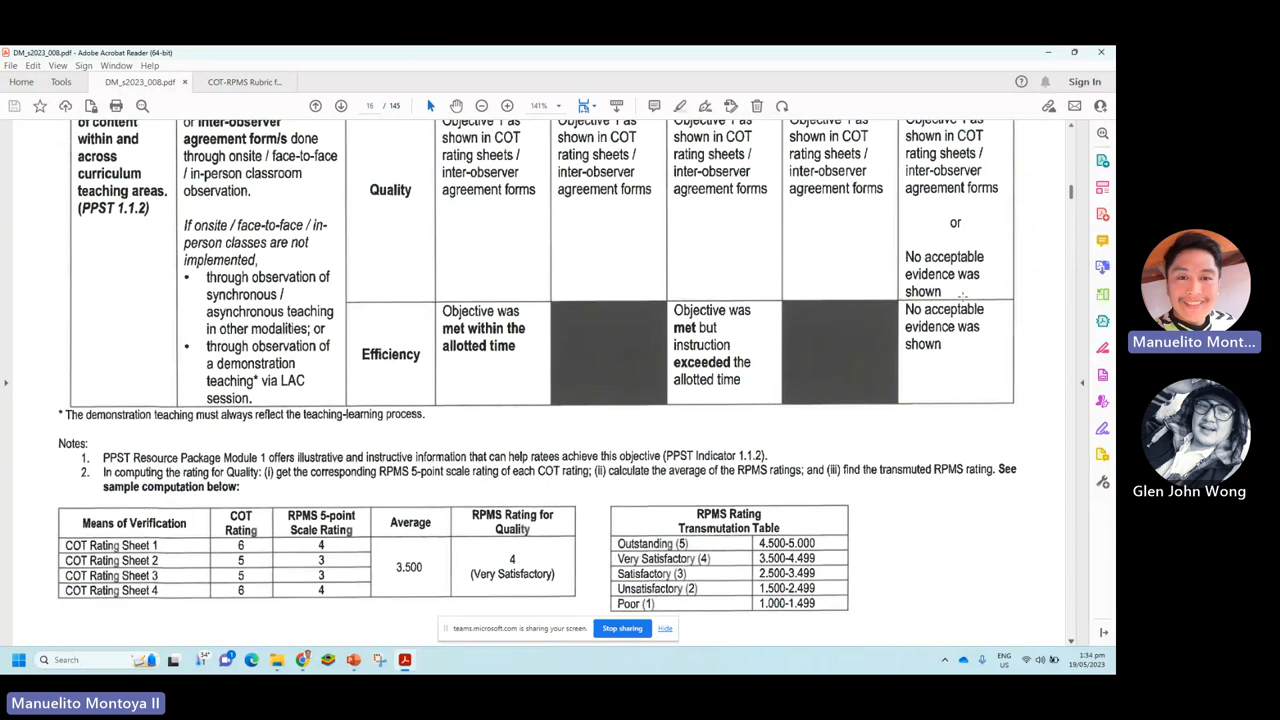 DM_s2023_008.pdf - Adobe Acrobat Reader (64-bit)
File Edit View Sign Window Help
Home Tools DM_s2023_008.pdf × COT-RPMS Rubric f... Sign In
16 / 145 141%
of content
within and
across
curriculum
teaching areas.
(PPST 1.1.2)
or inter-observer
agreement form/s done
through onsite / face-to-face
/ in-person classroom
observation.
If onsite / face-to-face / in-
person classes are not
implemented,
• through observation of
synchronous /
asynchronous teaching
in other modalities; or
• through observation of
a demonstration
teaching* via LAC
session.
Quality
Objective 1 as
shown in COT
rating sheets /
inter-observer
agreement forms
Objective 1 as
shown in COT
rating sheets /
inter-observer
agreement forms
Objective 1 as
shown in COT
rating sheets /
inter-observer
agreement forms
Objective 1 as
shown in COT
rating sheets /
inter-observer
agreement forms
Objective 1 as
shown in COT
rating sheets /
inter-observer
agreement forms
or
No acceptable
evidence was
shown
Efficiency
Objective was
met within the
allotted time
Objective was
met but
instruction
exceeded the
allotted time
No acceptable
evidence was
shown
* The demonstration teaching must always reflect the teaching-learning process.
Notes:
1. PPST Resource Package Module 1 offers illustrative and instructive information that can help ratees achieve this objective (PPST Indicator 1.1.2).
2. In computing the rating for Quality: (i) get the corresponding RPMS 5-point scale rating of each COT rating; (ii) calculate the average of the RPMS ratings; and (iii) find the transmuted RPMS rating. See
sample computation below:
Means of Verification
COT
Rating
RPMS 5-point
Scale Rating
Average
RPMS Rating for
Quality
COT Rating Sheet 1 6 4
COT Rating Sheet 2 5 3
COT Rating Sheet 3 5 3
COT Rating Sheet 4 6 4
3.500
4
(Very Satisfactory)
RPMS Rating
Transmutation Table
Outstanding (5) 4.500-5.000
Very Satisfactory (4) 3.500-4.499
Satisfactory (3) 2.500-3.499
Unsatisfactory (2) 1.500-2.499
Poor (1) 1.000-1.499
teams.microsoft.com is sharing your screen. Stop sharing Hide
Search
34°
ENG
US
1:34 pm
19/05/2023
Manuelito Mont...
Glen John Wong
Manuelito Montoya II